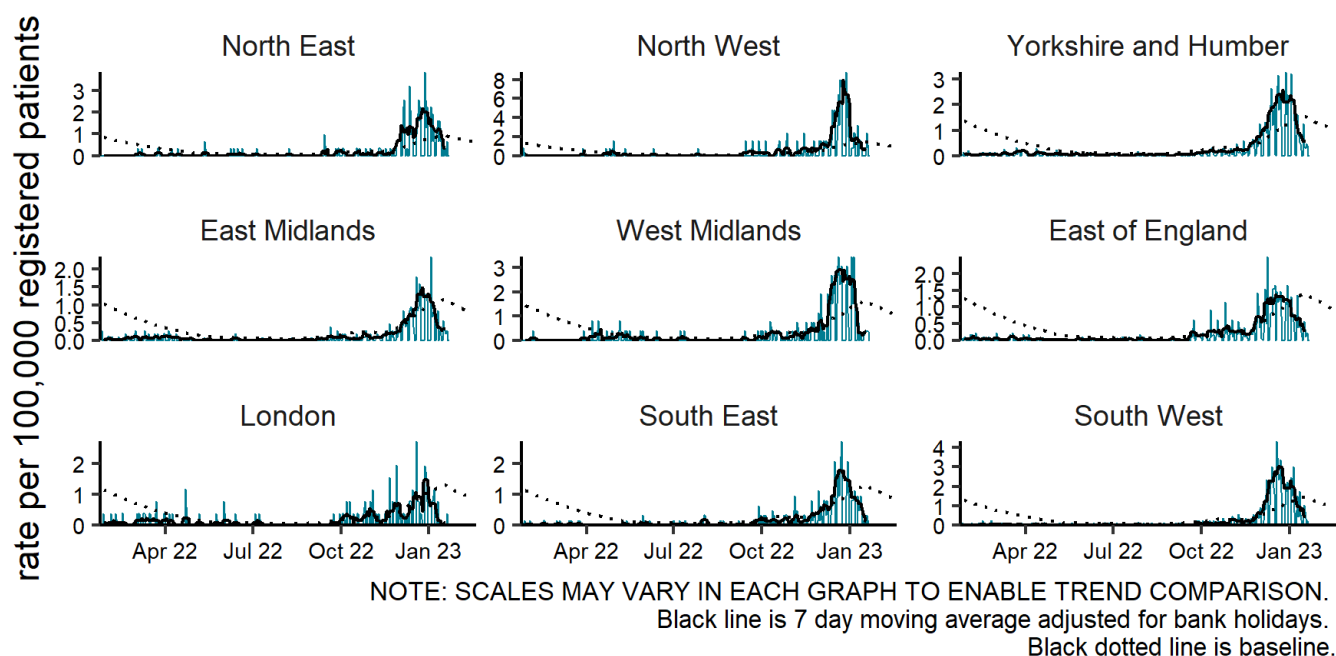 rate per 100,000 registered patients
North East
3
2
1
0
North West
8
6
4
2
0
Yorkshire and Humber
3
2
1
0
East Midlands
2.0
1.5
1.0
0.5
0.0
West Midlands
3
2
1
0
East of England
2.0
1.5
1.0
0.5
0.0
London
2
1
0
Apr 22 Jul 22 Oct 22 Jan 23
South East
2
1
0
Apr 22 Jul 22 Oct 22 Jan 23
South West
4
3
2
1
0
Apr 22 Jul 22 Oct 22 Jan 23
NOTE: SCALES MAY VARY IN EACH GRAPH TO ENABLE TREND COMPARISON.
Black line is 7 day moving average adjusted for bank holidays.
Black dotted line is baseline.